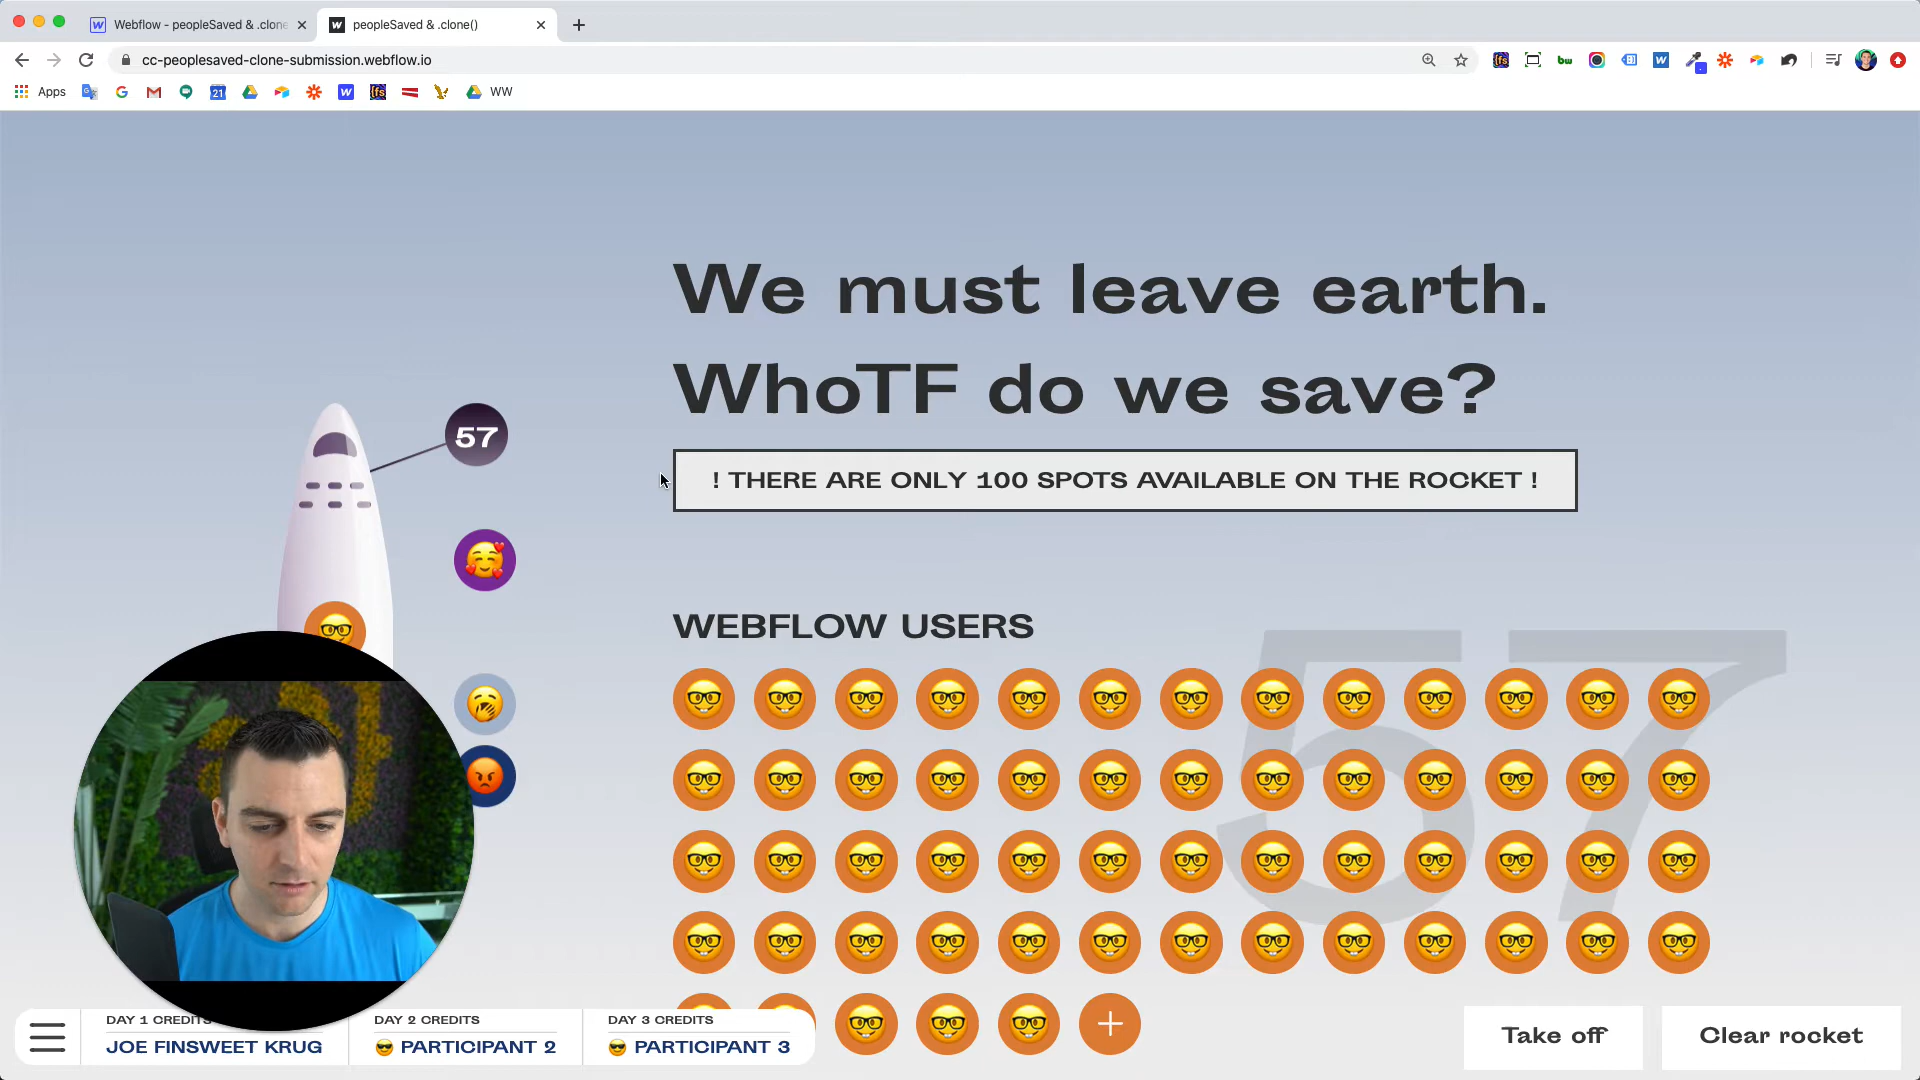 Webflow - peopleSaved & .clone
peopleSaved & .clone()
cc-peoplesaved-clone-submission.webflow.io
Apps
WW
We must leave earth.
WhoTF do we save?
57
! THERE ARE ONLY 100 SPOTS AVAILABLE ON THE ROCKET !
WEBFLOW USERS
57
DAY 1 CREDITS
JOE FINSWEET KRUG
DAY 2 CREDITS
😎 PARTICIPANT 2
DAY 3 CREDITS
😎 PARTICIPANT 3
Take off
Clear rocket